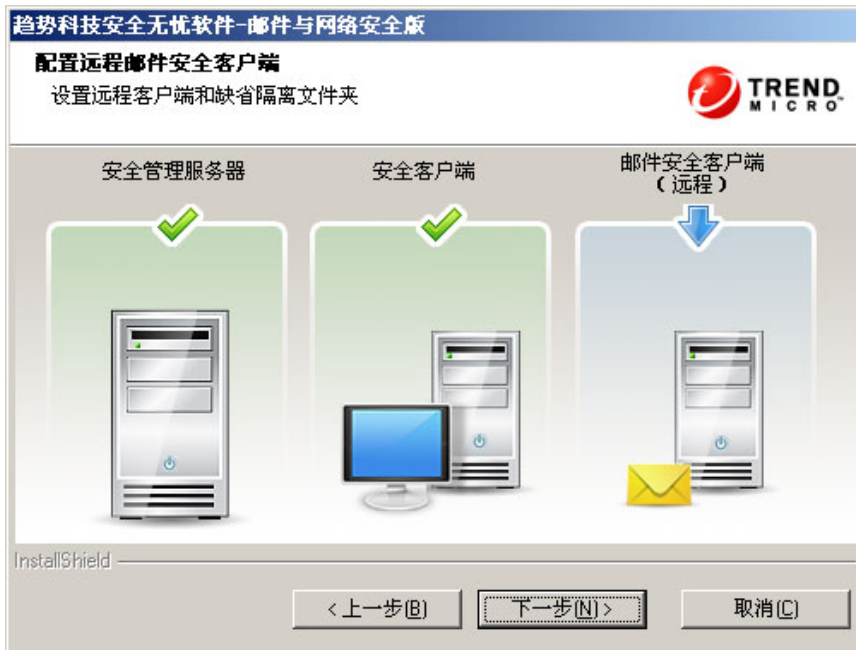 趋势科技安全无忧软件-邮件与网络安全版
配置远程邮件安全客户端
设置远程客户端和缺省隔离文件夹
TREND
MICRO
安全管理服务器
安全客户端
邮件安全客户端
(远程)
InstallShield
<上一步(B)
下一步(N)>
取消(C)